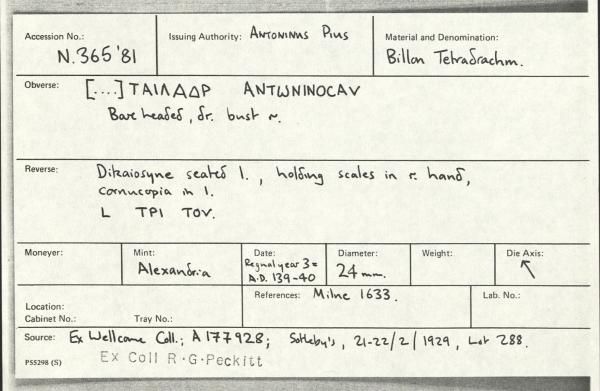 Accession No.: Issuing Authority: Antoninus Pius Material and Denomination:
N.365'81 Billon Tetradrachm.
Obverse: [....] ΤΑΙΛΑΔΡ ΑΝΤѠΝΙΝΟCΑV
Bare headed, dr. bust r.
Reverse: Dikaiosyne seated l., holding scales in r. hand,
cornucopia in l.
L ΤΡΙ ΤΟV.
Moneyer: Mint: Date: Diameter: Weight: Die Axis:
Alexandria Regnal year 3 = A.D. 139-40 24 mm. ↖
Location: References: Milne 1633. Lab. No.:
Cabinet No.: Tray No.:
Source: Ex Wellcome Coll.; A177928; Sotheby's, 21-22/2/1929, Lot 288.
PS5298 (S) Ex Coll R.G.Peckitt